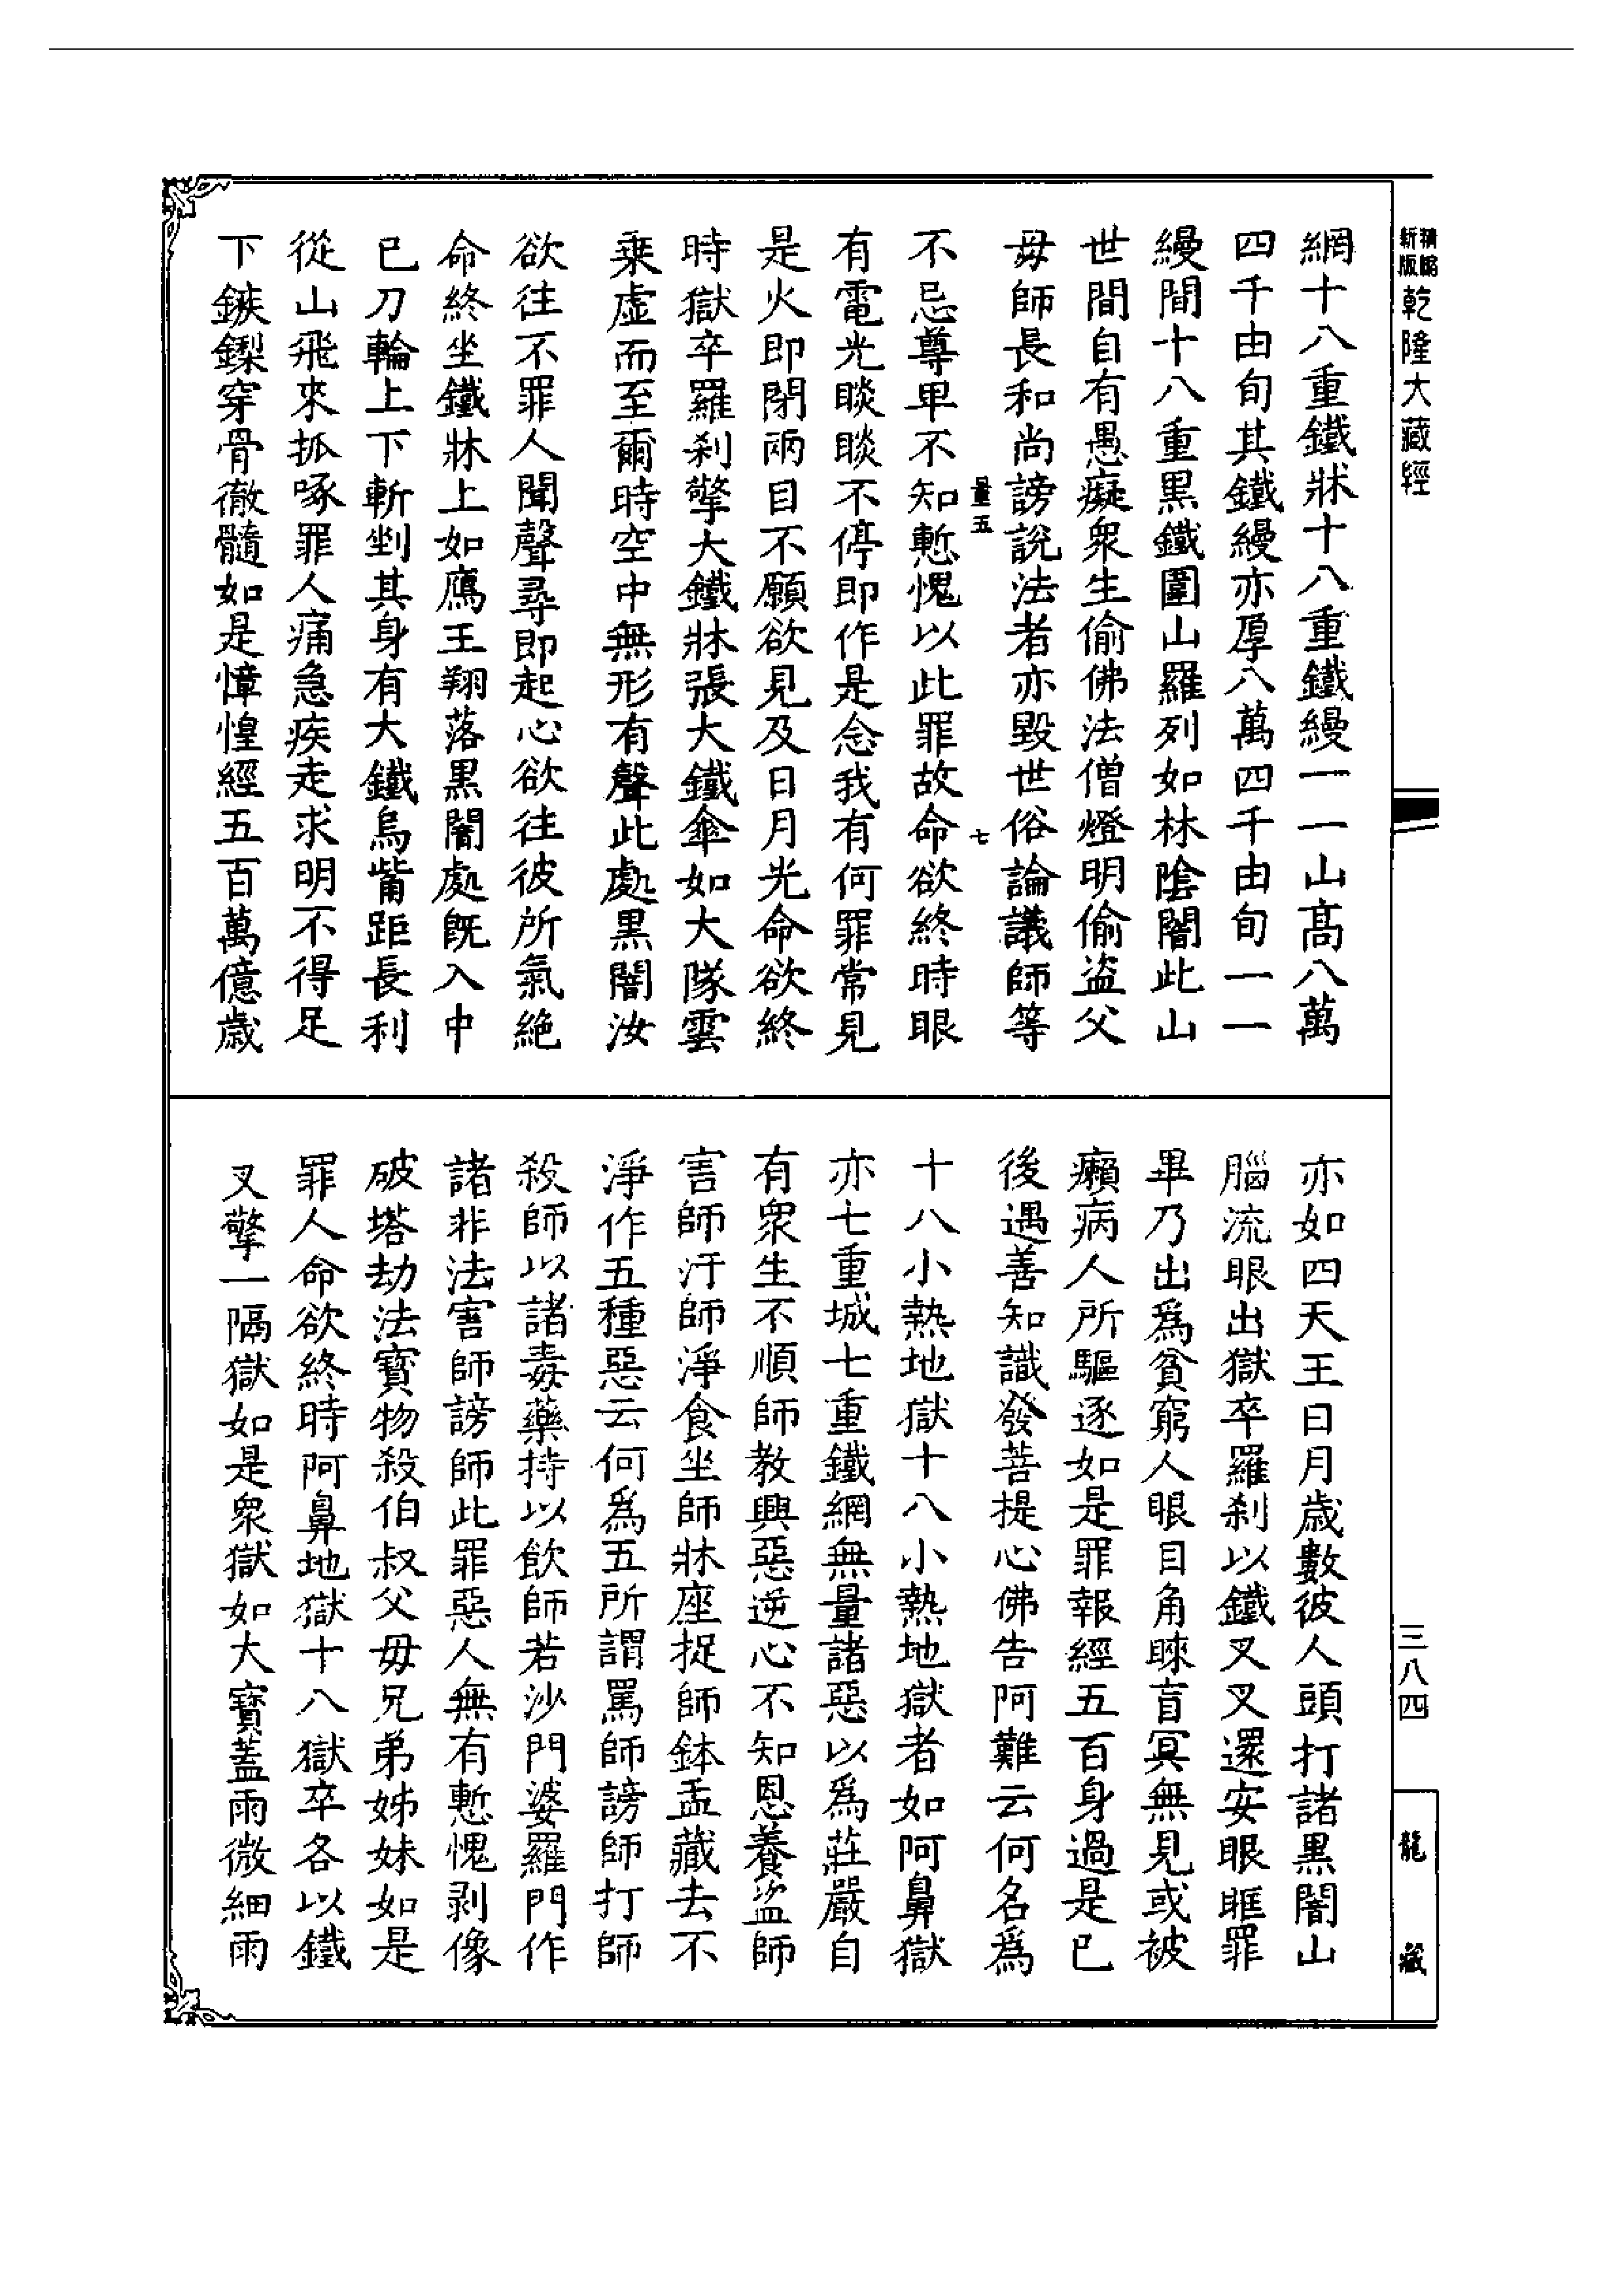 精縮新版乾隆大藏經
網十八重鐵牀十八重鐵縵一一山高八萬
四千由旬其鐵縵亦厚八萬四千由旬一一
縵間十八重黑鐵圍山羅列如林陰闇此山
世間自有愚癡衆生偷佛法僧燈明偷盜父
母師長和尚謗說法者亦毀世俗論議師等
量五 七
不忌尊卑不知慙愧以此罪故命欲終時眼
有電光睒睒不停即作是念我有何罪常見
是火即閉兩目不願欲見及日月光命欲終
時獄卒羅刹擎大鐵牀張大鐵傘如大隊雲
乗虛而至爾時空中無形有聲此處黒闇汝
欲往不罪人聞聲尋即起心欲往彼所氣絶
命終坐鐵牀上如鷹王翔落黒闇處旣入中
已刀輪上下斬剉其身有大鐵烏觜距長利
從山飛來抓啄罪人痛急疾走求明不得足
下鏃鏫穿骨徹髓如是慞惶經五百萬億歳
亦如四天王日月歲數彼人頭打諸黒闇山
腦流眼出獄卒羅刹以鐵叉叉還安眼眶罪
畢乃出爲貧窮人眼目角睞盲冥無見或被
癩病人所驅逐如是罪報經五百身過是已
後遇善知識發菩提心佛告阿難云何名爲
十八小熱地獄十八小熱地獄者如阿鼻獄
亦七重城七重鐵網無量諸惡以爲莊嚴自
有衆生不順師教興惡逆心不知恩養盜師
害師汙師淨食坐師牀座捉師鉢盂藏去不
淨作五種惡云何爲五所謂罵師謗師打師
殺師以諸毒藥持以飲師若沙門婆羅門作
諸非法害師謗師此罪惡人無有慙愧剥像
破塔劫法寳物殺伯叔父母兄弟姊妹如是
罪人命欲終時阿鼻地獄十八獄卒各以鐵
叉擎一隔獄如是衆獄如大寳蓋雨微細雨
三八四
龍藏